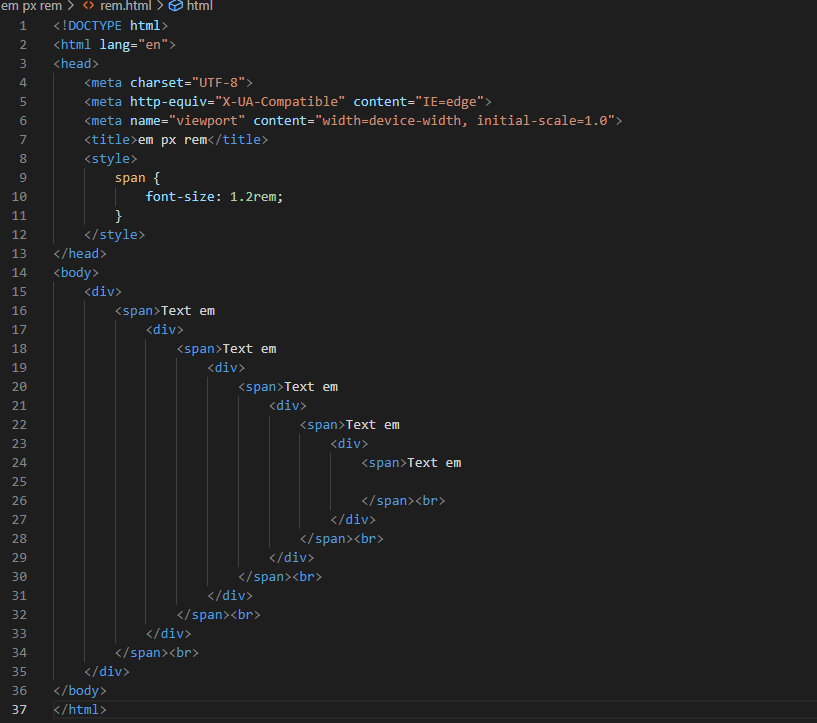 em px rem > rem.html > html
1 <!DOCTYPE html>
2 <html lang="en">
3 <head>
4     <meta charset="UTF-8">
5     <meta http-equiv="X-UA-Compatible" content="IE=edge">
6     <meta name="viewport" content="width=device-width, initial-scale=1.0">
7     <title>em px rem</title>
8     <style>
9         span {
10             font-size: 1.2rem;
11         }
12     </style>
13 </head>
14 <body>
15     <div>
16         <span>Text em
17             <div>
18                 <span>Text em
19                     <div>
20                         <span>Text em
21                             <div>
22                                 <span>Text em
23                                     <div>
24                                         <span>Text em
25
26                                         </span><br>
27                                     </div>
28                                 </span><br>
29                             </div>
30                         </span><br>
31                     </div>
32                 </span><br>
33             </div>
34         </span><br>
35     </div>
36 </body>
37 </html>